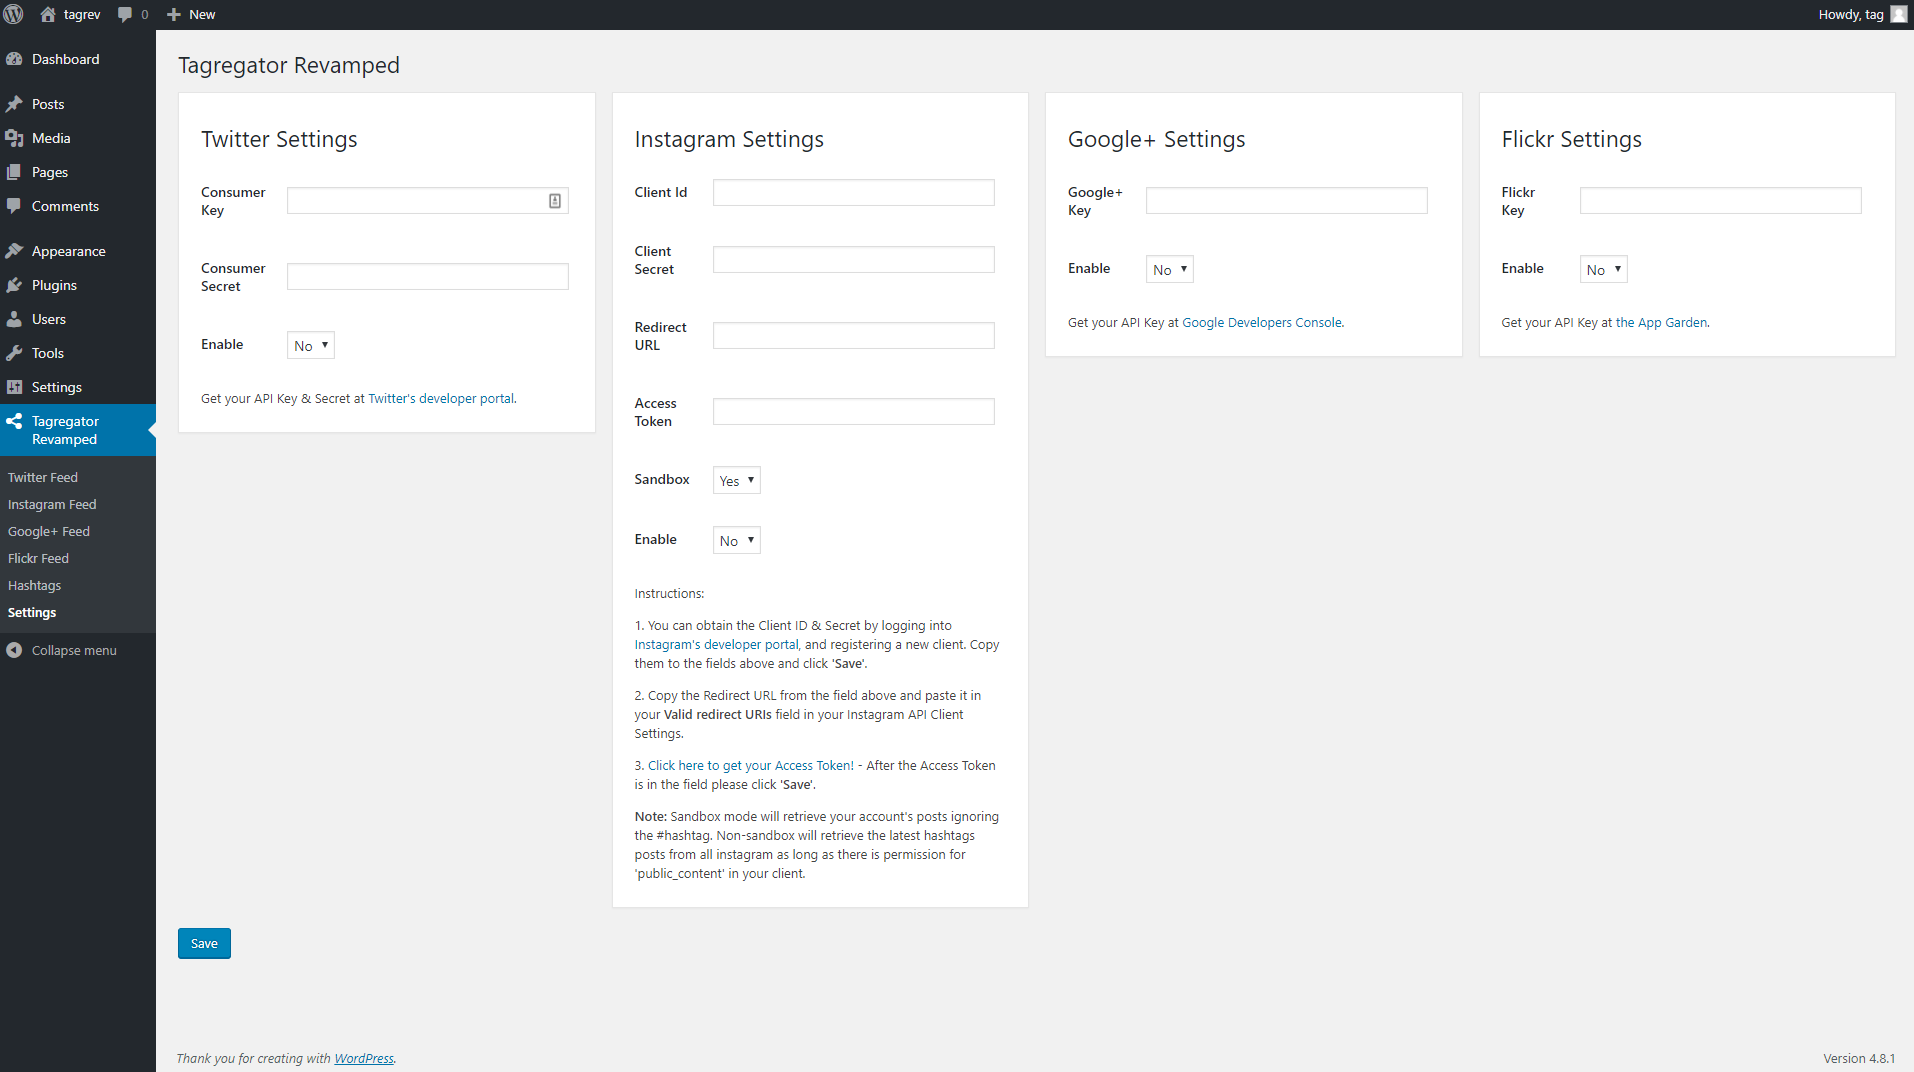 tagrev
0
New
Howdy, tag
Dashboard
Posts
Media
Pages
Comments
Appearance
Plugins
Users
Tools
Settings
Tagregator
Revamped
Twitter Feed
Instagram Feed
Google+ Feed
Flickr Feed
Hashtags
Settings
Collapse menu
Tagregator Revamped
Twitter Settings
Consumer
Key
Consumer
Secret
Enable
No
Get your API Key & Secret at Twitter's developer portal.
Instagram Settings
Client Id
Client
Secret
Redirect
URL
Access
Token
Sandbox
Yes
Enable
No
Instructions:
1. You can obtain the Client ID & Secret by logging into
Instagram's developer portal, and registering a new client. Copy
them to the fields above and click 'Save'.
2. Copy the Redirect URL from the field above and paste it in
your Valid redirect URIs field in your Instagram API Client
Settings.
3. Click here to get your Access Token! - After the Access Token
is in the field please click 'Save'.
Note: Sandbox mode will retrieve your account's posts ignoring
the #hashtag. Non-sandbox will retrieve the latest hashtags
posts from all instagram as long as there is permission for
'public_content' in your client.
Google+ Settings
Google+
Key
Enable
No
Get your API Key at Google Developers Console.
Flickr Settings
Flickr
Key
Enable
No
Get your API Key at the App Garden.
Save
Thank you for creating with WordPress.
Version 4.8.1